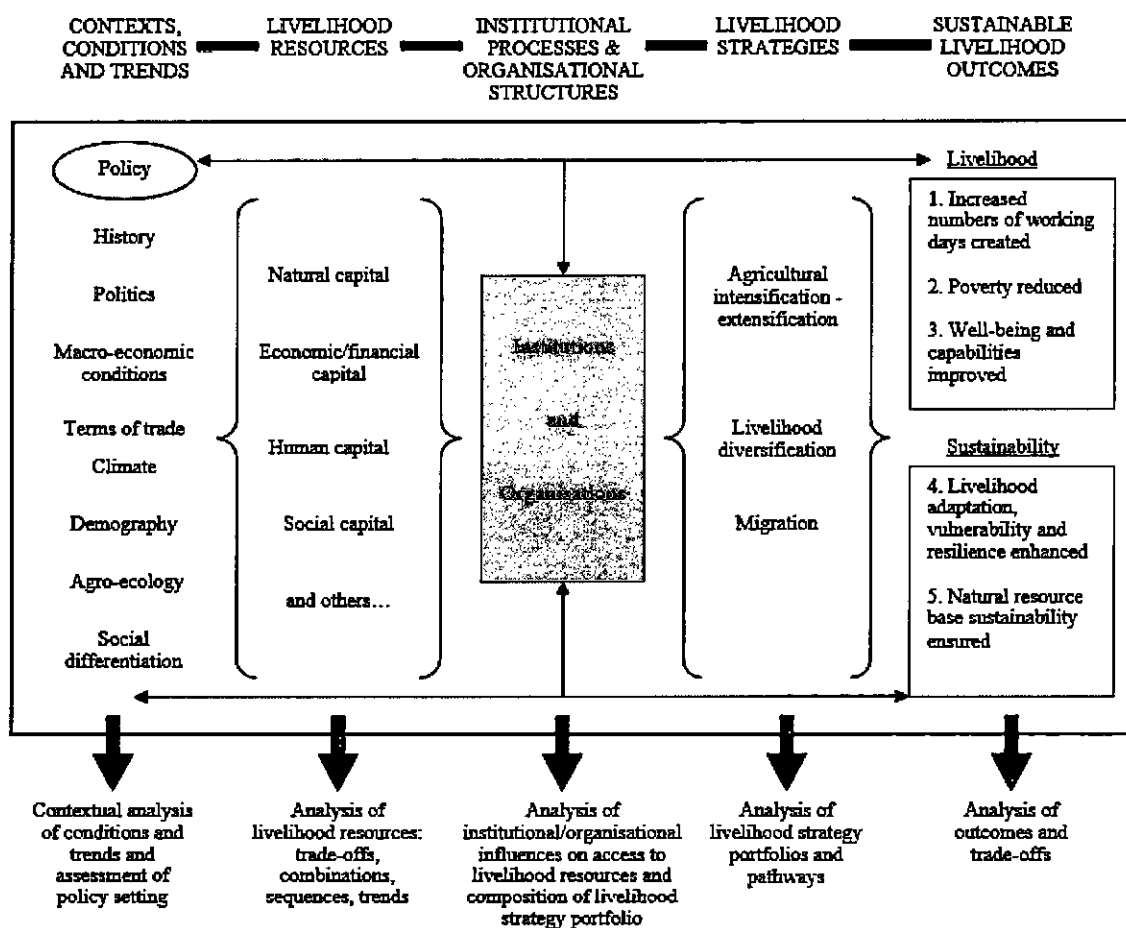 CONTEXTS,
CONDITIONS
AND TRENDS
LIVELIHOOD
RESOURCES
INSTITUTIONAL
PROCESSES &
ORGANISATIONAL
STRUCTURES
LIVELIHOOD
STRATEGIES
SUSTAINABLE
LIVELIHOOD
OUTCOMES
Policy
History
Politics
Macro-economic
conditions
Terms of trade
Climate
Demography
Agro-ecology
Social
differentiation
Natural capital
Economic/financial
capital
Human capital
Social capital
and others...
Institutions
and
Organisations
Agricultural
intensification -
extensification
Livelihood
diversification
Migration
Livelihood
1. Increased
numbers of working
days created
2. Poverty reduced
3. Well-being and
capabilities
improved
Sustainability
4. Livelihood
adaptation,
vulnerability and
resilience enhanced
5. Natural resource
base sustainability
ensured
Contextual analysis
of conditions and
trends and
assessment of
policy setting
Analysis of
livelihood resources:
trade-offs,
combinations,
sequences, trends
Analysis of
institutional/organisational
influences on access to
livelihood resources and
composition of livelihood
strategy portfolio
Analysis of
livelihood strategy
portfolios and
pathways
Analysis of
outcomes and
trade-offs